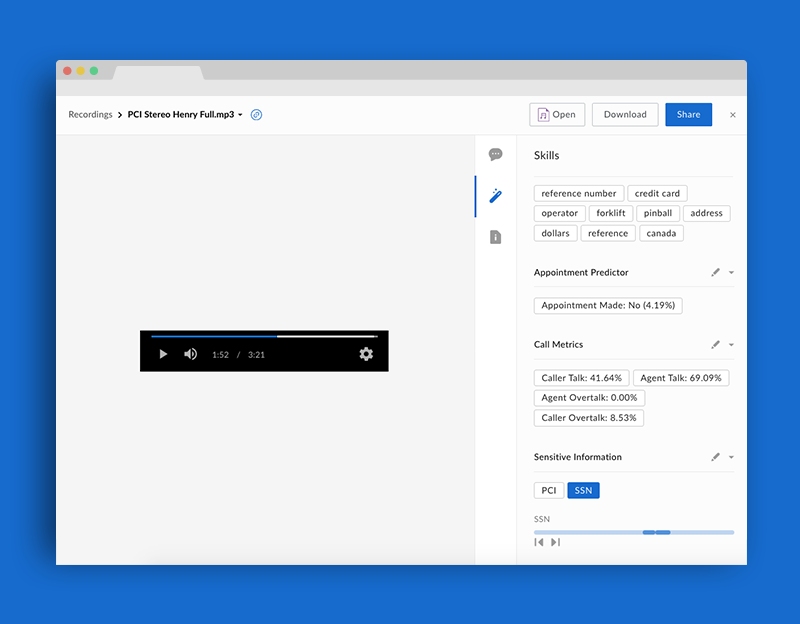 Recordings > PCI Stereo Henry Full.mp3
Open Download Share ×
Skills
reference number credit card
operator forklift pinball address
dollars reference canada
Appointment Predictor
Appointment Made: No (4.19%)
Call Metrics
Caller Talk: 41.64% Agent Talk: 69.09%
Agent Overtalk: 0.00%
Caller Overtalk: 8.53%
1:52 / 3:21
Sensitive Information
PCI SSN
SSN